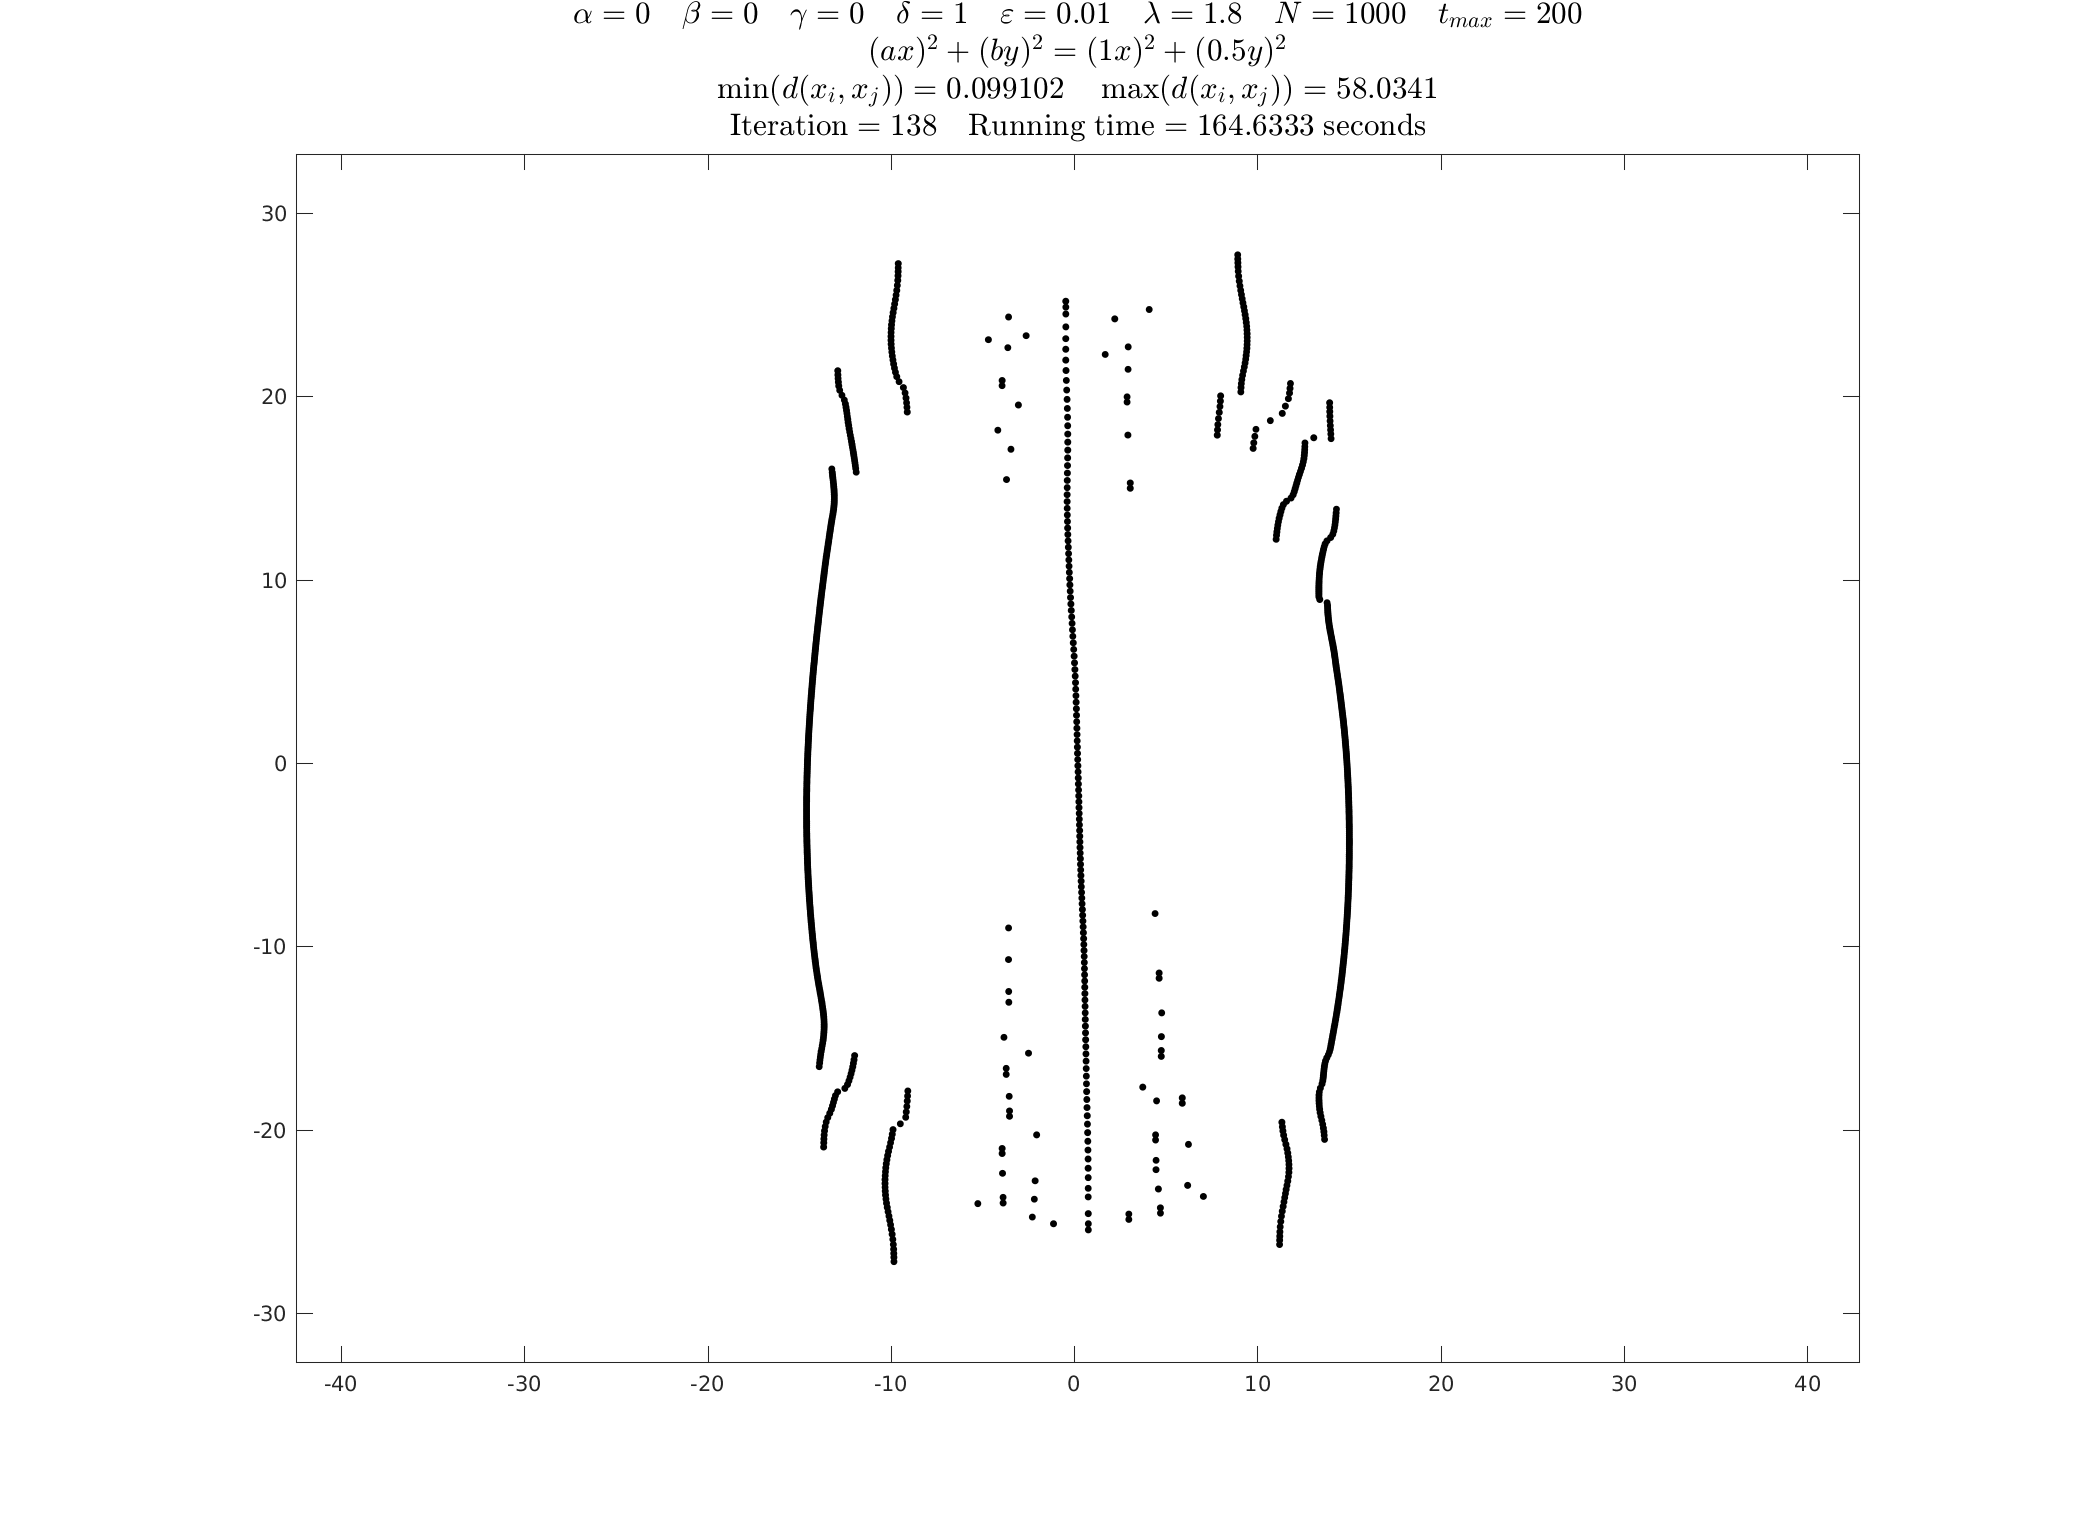 α = 0 β = 0 γ = 0 δ = 1 ε = 0.01 λ = 1.8 N = 1000 t_{max} = 200
(ax)² + (by)² = (1x)² + (0.5y)²
min(d(x_i, x_j)) = 0.099102 max(d(x_i, x_j)) = 58.0341
Iteration = 138 Running time = 164.6333 seconds
30
20
10
0
-10
-20
-30
-40 -30 -20 -10 0 10 20 30 40